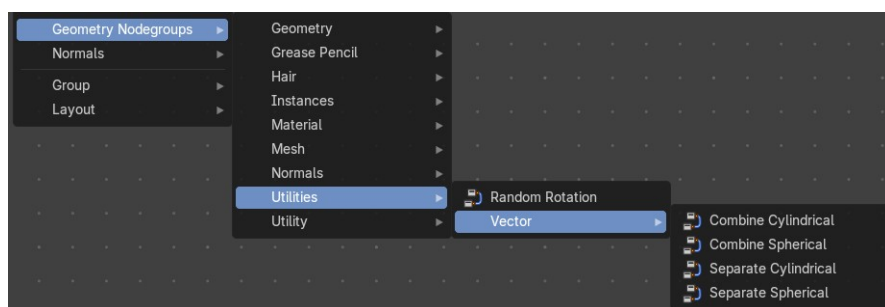 Geometry Nodegroups
Normals
Group
Layout
Geometry
Grease Pencil
Hair
Instances
Material
Mesh
Normals
Utilities
Utility
Random Rotation
Vector
Combine Cylindrical
Combine Spherical
Separate Cylindrical
Separate Spherical